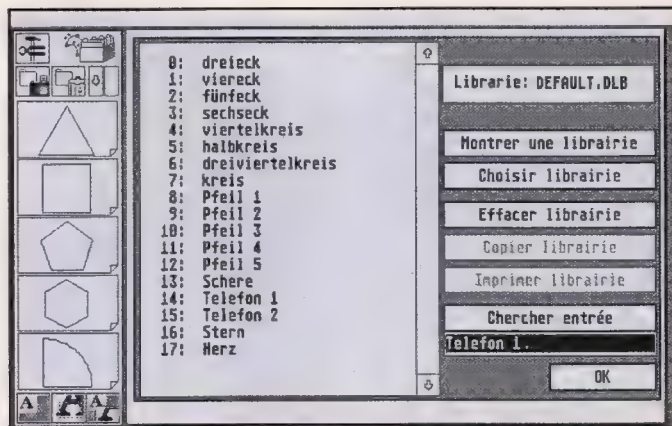 0: dreieck
1: viereck
2: fünfeck
3: sechseck
4: viertelkreis
5: halbkreis
6: dreiviertelkreis
7: kreis
8: Pfeil 1
9: Pfeil 2
10: Pfeil 3
11: Pfeil 4
12: Pfeil 5
13: Schere
14: Telefon 1
15: Telefon 2
16: Stern
17: Herz
Librarie: DEFAULT.DLB
Montrer une librairie
Choisir librairie
Effacer librairie
Copier librairie
Imprimer librairie
Chercher entrée
Telefon 1.
OK
A
A